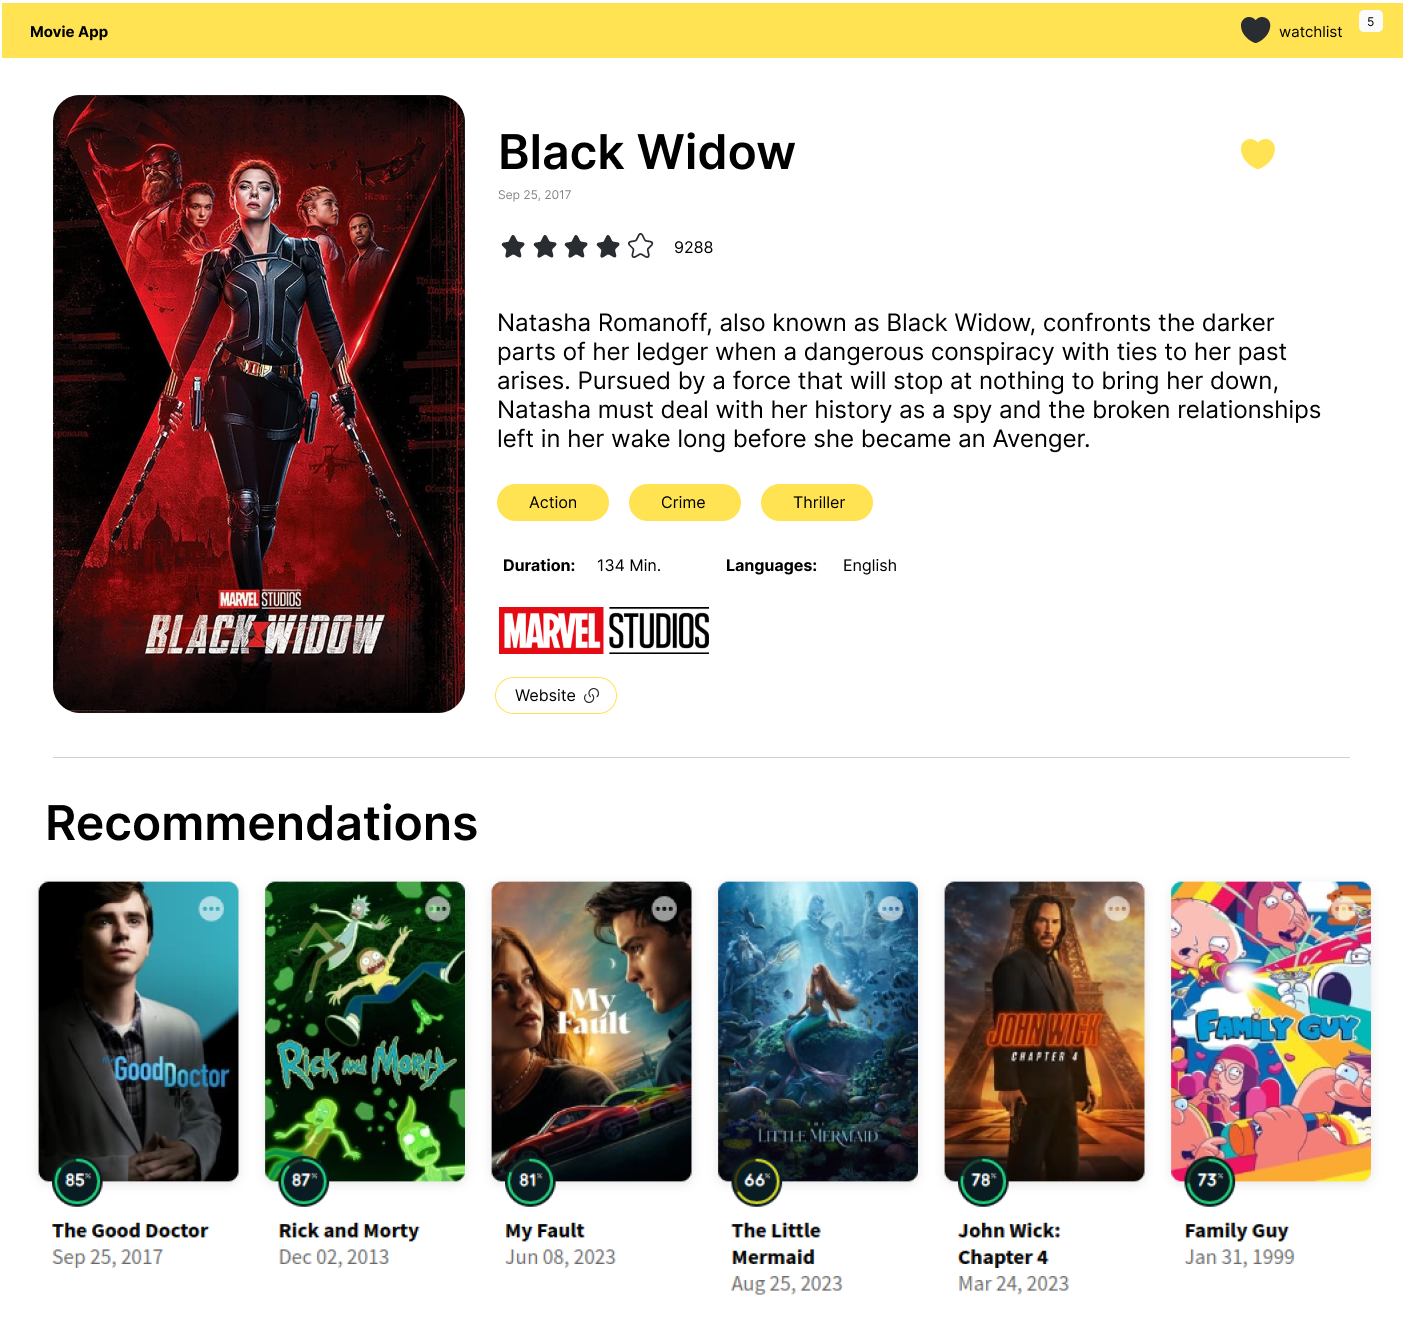 Movie App
watchlist
5
Black Widow
Sep 25, 2017
9288
Natasha Romanoff, also known as Black Widow, confronts the darker
parts of her ledger when a dangerous conspiracy with ties to her past
arises. Pursued by a force that will stop at nothing to bring her down,
Natasha must deal with her history as a spy and the broken relationships
left in her wake long before she became an Avenger.
Action
Crime
Thriller
Duration: 134 Min.
Languages: English
MARVEL STUDIOS
Website
MARVEL STUDIOS
BLACK WIDOW
Recommendations
GOOD DOCTOR
85%
The Good Doctor
Sep 25, 2017
RICK AND MORTY
87%
Rick and Morty
Dec 02, 2013
My
Fault
81%
My Fault
Jun 08, 2023
THE
LITTLE MERMAID
66%
The Little
Mermaid
Aug 25, 2023
JOHN WICK
CHAPTER 4
78%
John Wick:
Chapter 4
Mar 24, 2023
FAMILY GUY
73%
Family Guy
Jan 31, 1999